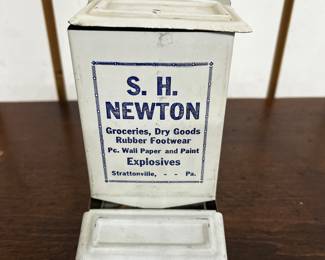 S. H.
NEWTON
Groceries, Dry Goods
Rubber Footwear
Pc. Wall Paper and Paint
Explosives
Strattonville, - - Pa.